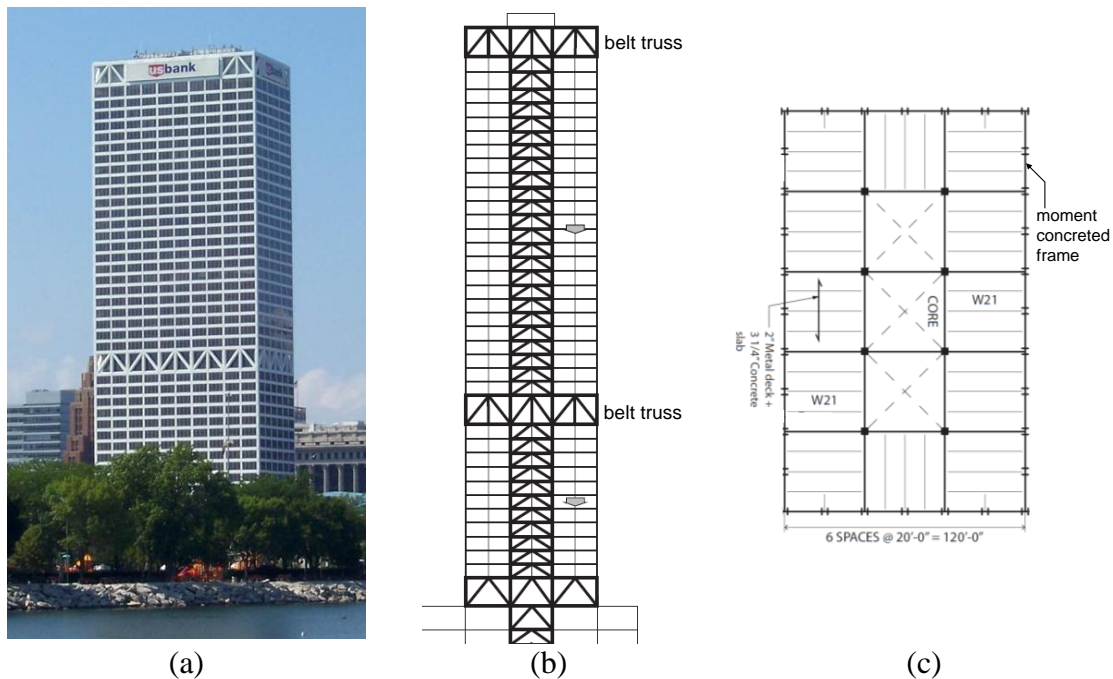 usbank
belt truss
belt truss
moment
concreted
frame
CORE
W21
2" Metal deck +
3 1/4" Concrete
slab
W21
6 SPACES @ 20'-0" = 120'-0"
(a)
(b)
(c)